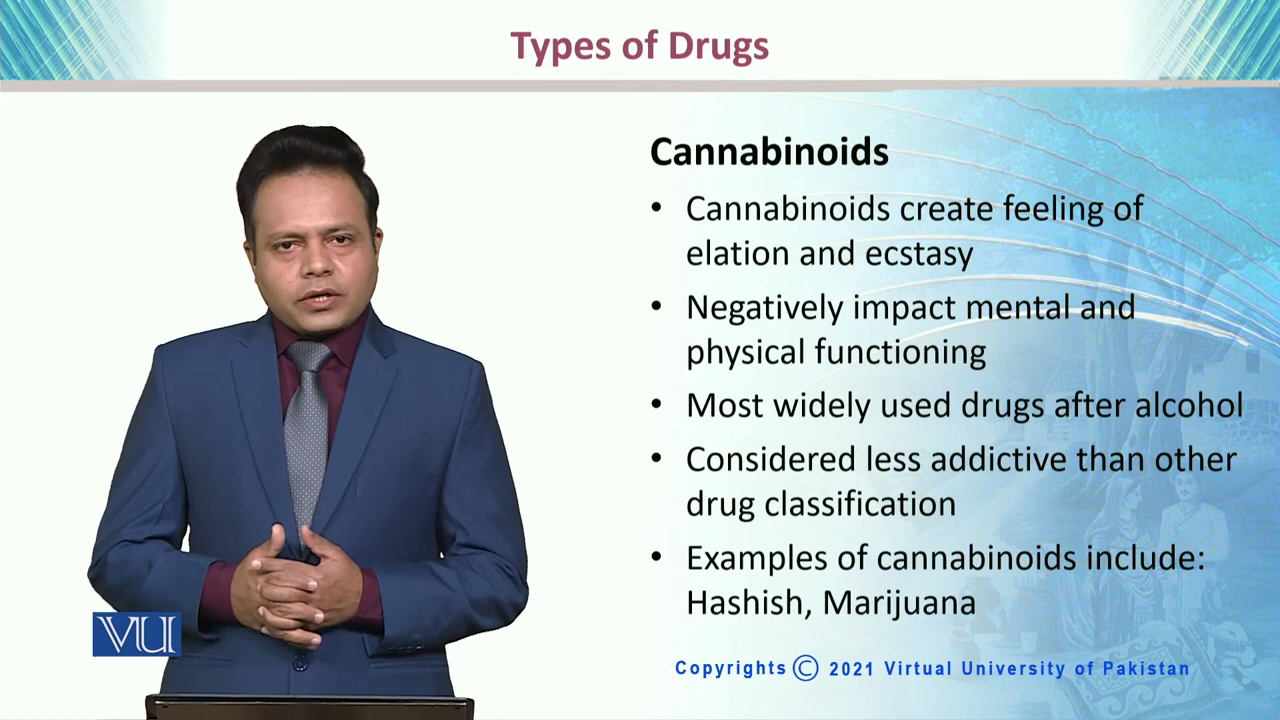 Types of Drugs
Cannabinoids
• Cannabinoids create feeling of
elation and ecstasy
• Negatively impact mental and
physical functioning
• Most widely used drugs after alcohol
• Considered less addictive than other
drug classification
• Examples of cannabinoids include:
Hashish, Marijuana
VU
Copyrights © 2021 Virtual University of Pakistan